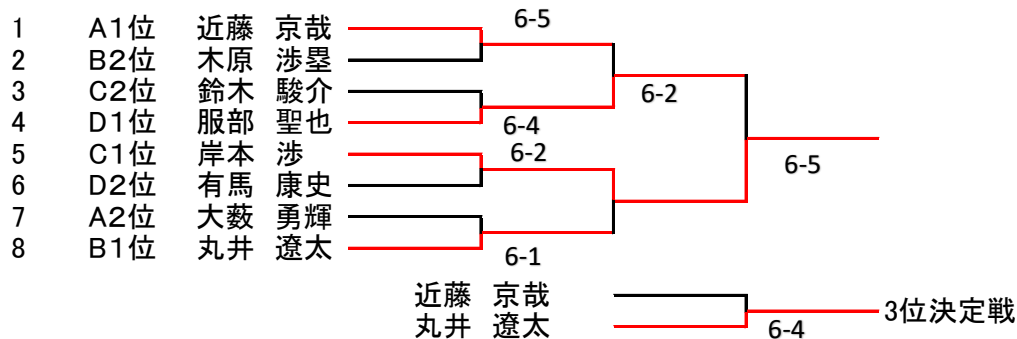 1 A1位 近藤 京哉 6-5
2 B2位 木原 渉塁
3 C2位 鈴木 駿介 6-2
4 D1位 服部 聖也 6-4
5 C1位 岸本 渉 6-2 6-5
6 D2位 有馬 康史
7 A2位 大薮 勇輝
8 B1位 丸井 遼太 6-1
近藤 京哉
3位決定戦
丸井 遼太 6-4